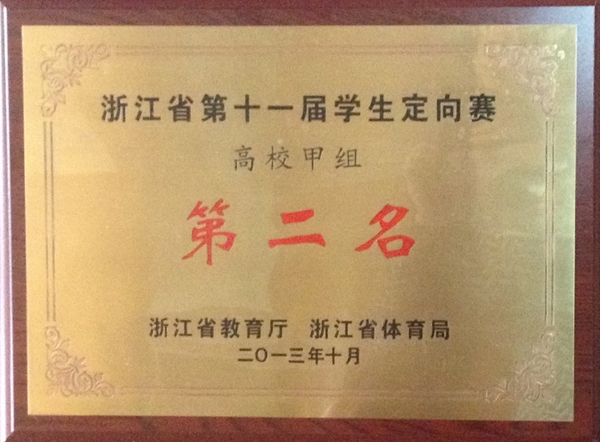 浙江省第十一届学生定向赛
高校甲组
第二名
浙江省教育厅 浙江省体育局
二〇一三年十月